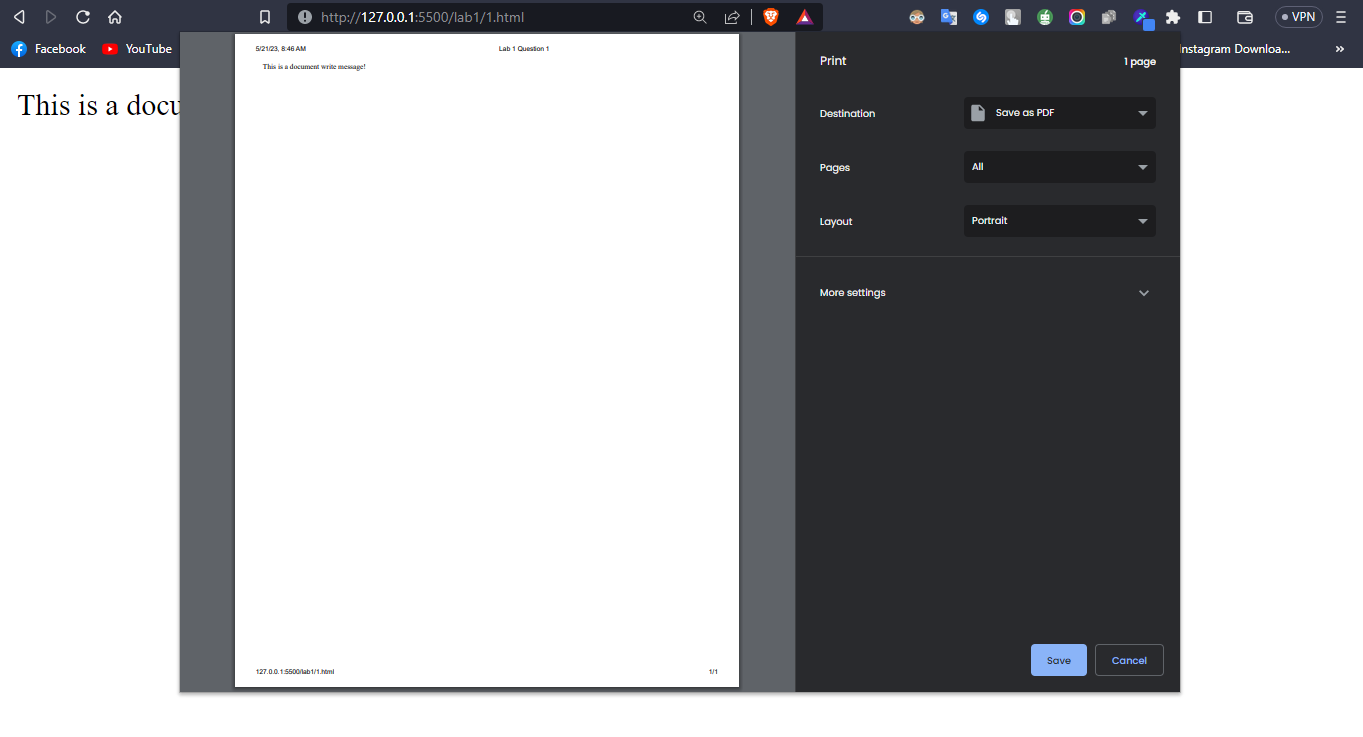 http://127.0.0.1:5500/lab1/1.html
VPN
Facebook
YouTube
Instagram Downloa...
»
This is a docu
5/21/23, 8:46 AM
Lab 1 Question 1
This is a document write message!
127.0.0.1:5500/lab1/1.html
1/1
Print
1 page
Destination
Save as PDF
Pages
All
Layout
Portrait
More settings
Save
Cancel